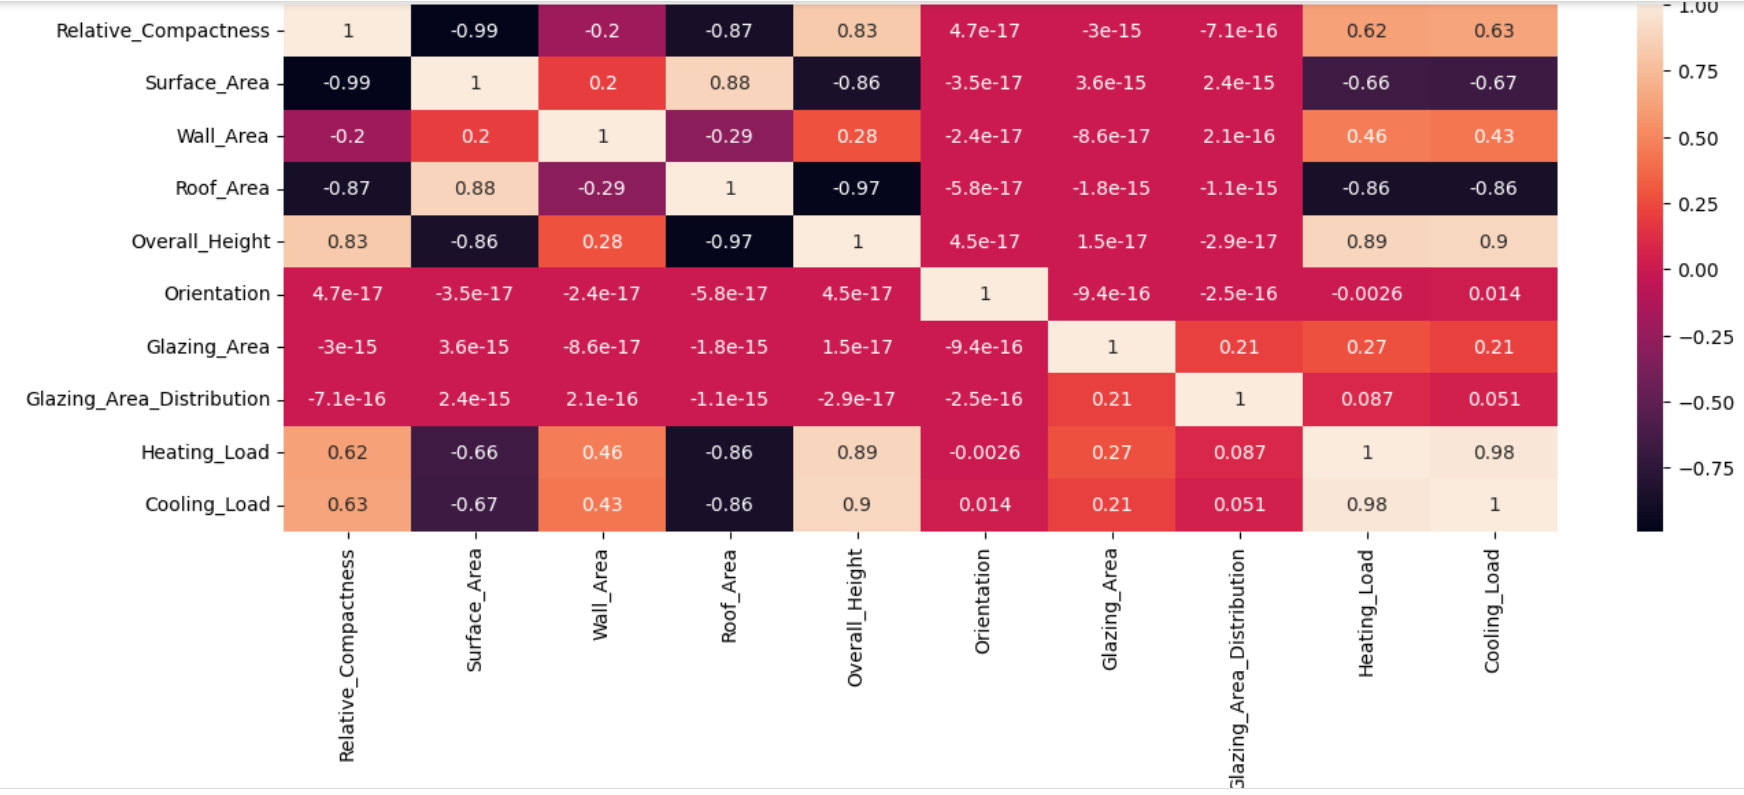 1.00
Relative_Compactness 1 -0.99 -0.2 -0.87 0.83 4.7e-17 -3e-15 -7.1e-16 0.62 0.63
0.75
Surface_Area -0.99 1 0.2 0.88 -0.86 -3.5e-17 3.6e-15 2.4e-15 -0.66 -0.67
Wall_Area -0.2 0.2 1 -0.29 0.28 -2.4e-17 -8.6e-17 2.1e-16 0.46 0.43
0.50
Roof_Area -0.87 0.88 -0.29 1 -0.97 -5.8e-17 -1.8e-15 -1.1e-15 -0.86 -0.86
0.25
Overall_Height 0.83 -0.86 0.28 -0.97 1 4.5e-17 1.5e-17 -2.9e-17 0.89 0.9
0.00
Orientation 4.7e-17 -3.5e-17 -2.4e-17 -5.8e-17 4.5e-17 1 -9.4e-16 -2.5e-16 -0.0026 0.014
−0.25
Glazing_Area -3e-15 3.6e-15 -8.6e-17 -1.8e-15 1.5e-17 -9.4e-16 1 0.21 0.27 0.21
Glazing_Area_Distribution -7.1e-16 2.4e-15 2.1e-16 -1.1e-15 -2.9e-17 -2.5e-16 0.21 1 0.087 0.051
−0.50
Heating_Load 0.62 -0.66 0.46 -0.86 0.89 -0.0026 0.27 0.087 1 0.98
−0.75
Cooling_Load 0.63 -0.67 0.43 -0.86 0.9 0.014 0.21 0.051 0.98 1
Relative_Compactness
Surface_Area
Wall_Area
Roof_Area
Overall_Height
Orientation
Glazing_Area
Glazing_Area_Distribution
Heating_Load
Cooling_Load